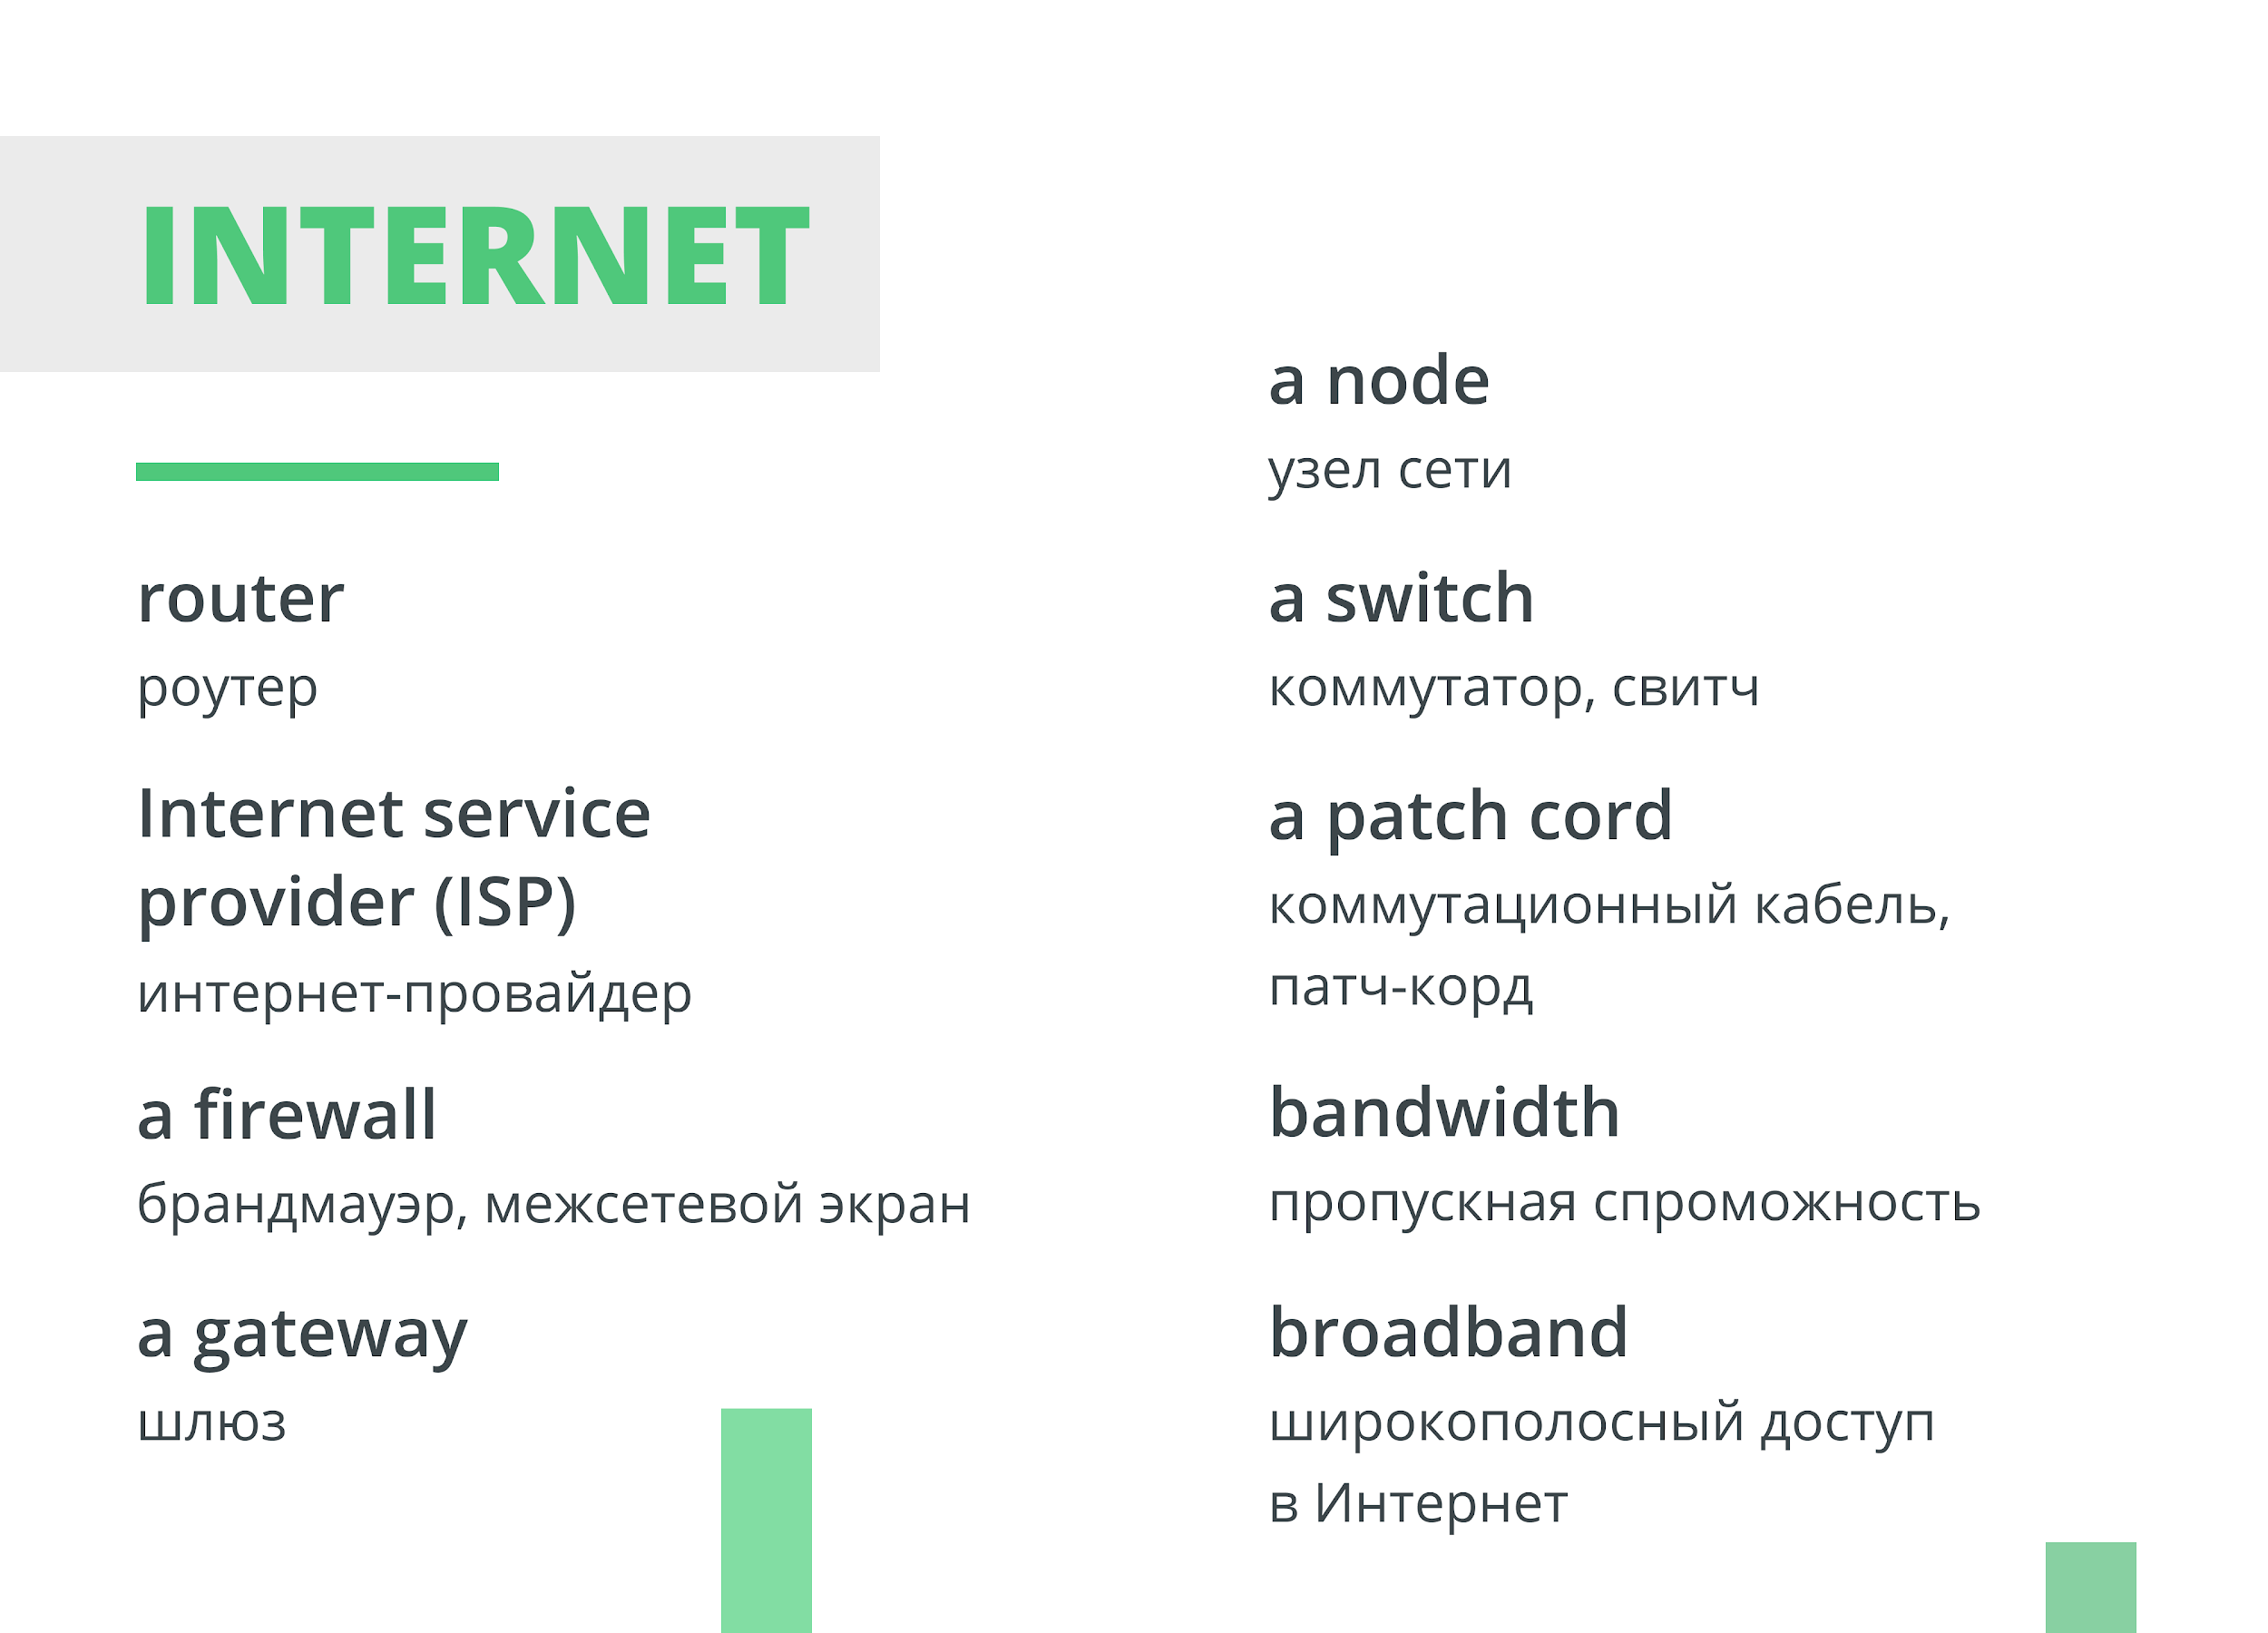 INTERNET
router
роутер
Internet service
provider (ISP)
интернет-провайдер
a firewall
брандмауэр, межсетевой экран
a gateway
шлюз
a node
узел сети
a switch
коммутатор, свитч
a patch cord
коммутационный кабель,
патч-корд
bandwidth
пропускная спроможность
broadband
широкополосный доступ
в Интернет